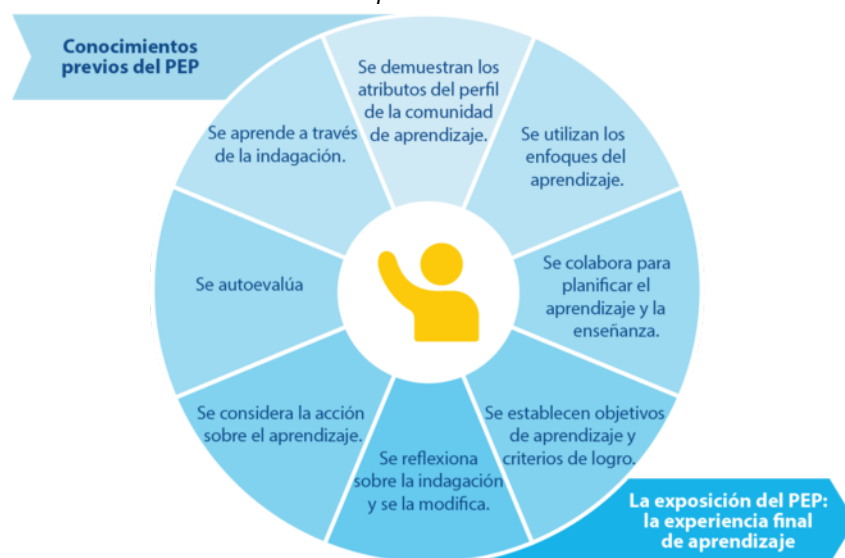 Conocimientos
previos del PEP
Se demuestran los
atributos del perfil
de la comunidad
de aprendizaje.
Se utilizan los
enfoques del
aprendizaje.
Se colabora para
planificar el
aprendizaje y la
enseñanza.
Se establecen objetivos
de aprendizaje y
criterios de logro.
Se reflexiona
sobre la indagación
y se la modifica.
Se considera la acción
sobre el aprendizaje.
Se autoevalúa
Se aprende a través
de la indagación.
La exposición del PEP:
la experiencia final
de aprendizaje